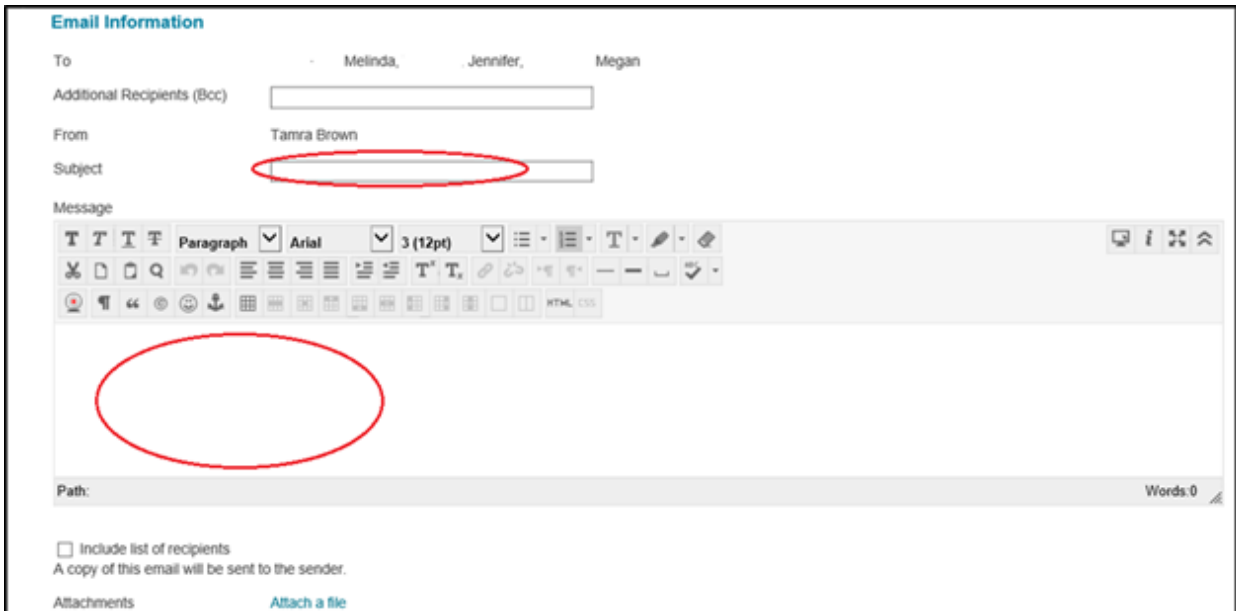 Email Information
To Melinda, Jennifer, Megan
Additional Recipients (Bcc)
From Tamra Brown
Subject
Message
T T T T Paragraph Arial 3 (12pt) T i
T× T×
¶ “ © HTML CSS
Path: Words:0
Include list of recipients
A copy of this email will be sent to the sender.
Attachments Attach a file